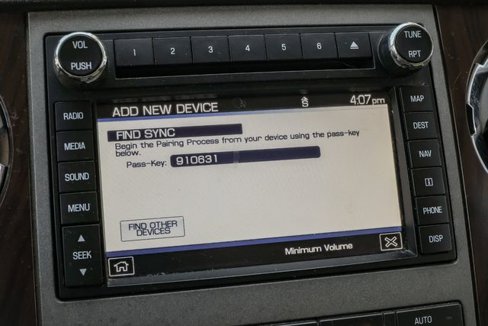 VOL
PUSH
1 2 3 4 5 6
TUNE
RPT
RADIO
MEDIA
SOUND
MENU
SEEK
MAP
DEST
NAV
PHONE
DISP
ADD NEW DEVICE
4:07pm
FIND SYNC
Begin the Pairing Process from your device using the pass-key
below.
Pass-Key: 910631
FIND OTHER
DEVICES
Minimum Volume
AUTO